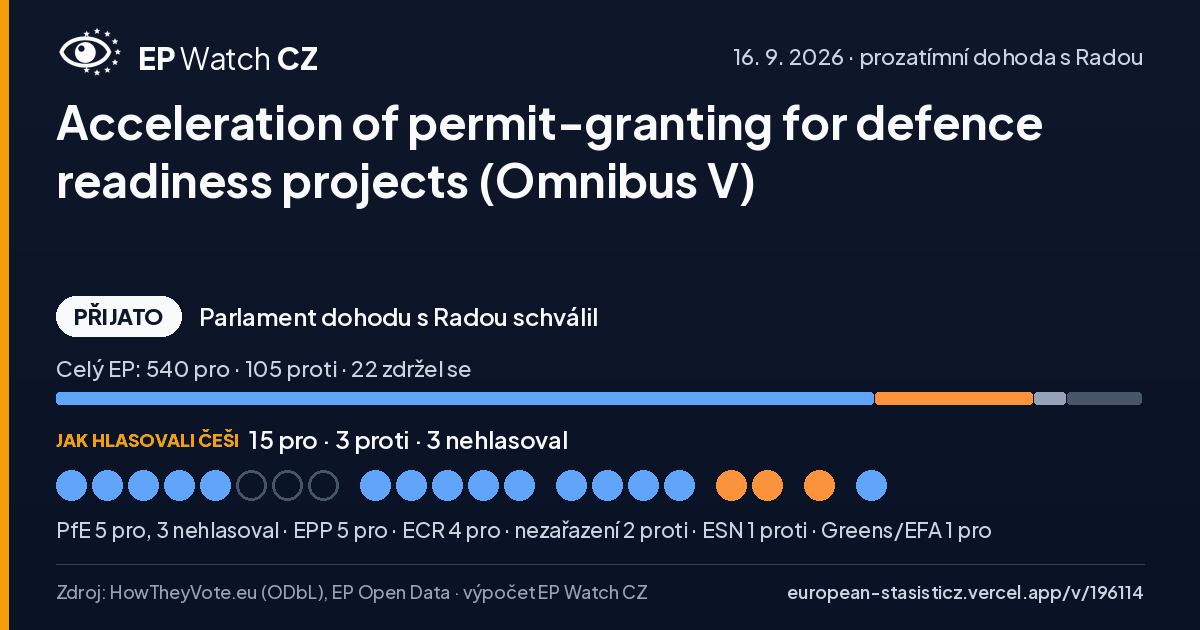 EP Watch CZ
16. 9. 2026 · prozatímní dohoda s Radou
Acceleration of permit-granting for defence
readiness projects (Omnibus V)
PŘIJATO
Parlament dohodu s Radou schválil
Celý EP: 540 pro · 105 proti · 22 zdržel se
JAK HLASOVALI ČEŠI 15 pro · 3 proti · 3 nehlasoval
PfE 5 pro, 3 nehlasoval · EPP 5 pro · ECR 4 pro · nezařazení 2 proti · ESN 1 proti · Greens/EFA 1 pro
Zdroj: HowTheyVote.eu (ODbL), EP Open Data · výpočet EP Watch CZ
european-stasisticz.vercel.app/v/196114